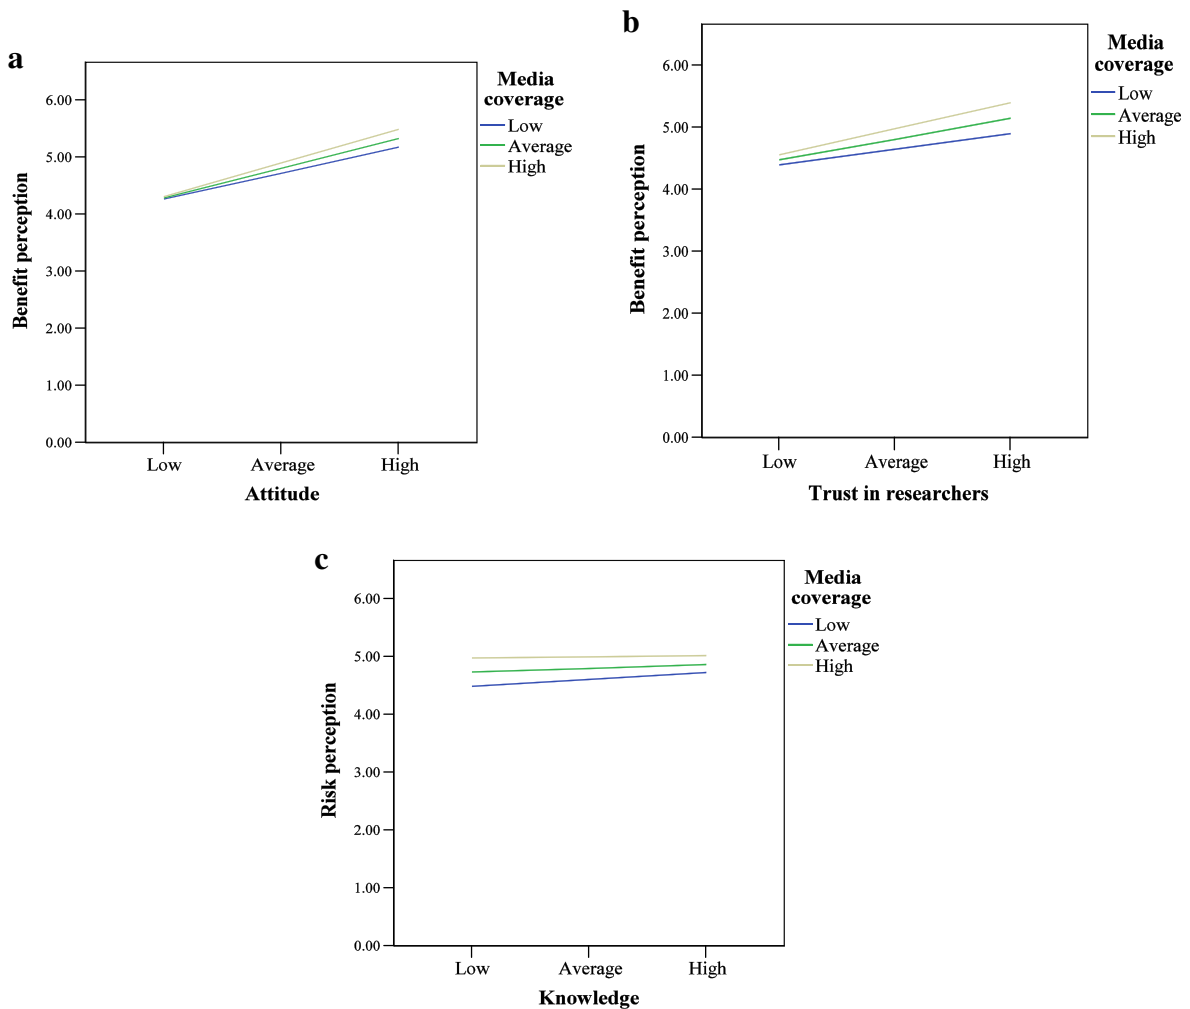 a
Benefit perception
6.00
5.00
4.00
3.00
2.00
1.00
0.00
Low
Average
High
Attitude
Media
coverage
Low
Average
High
b
Benefit perception
6.00
5.00
4.00
3.00
2.00
1.00
0.00
Low
Average
High
Trust in researchers
Media
coverage
Low
Average
High
c
Risk perception
6.00
5.00
4.00
3.00
2.00
1.00
0.00
Low
Average
High
Knowledge
Media
coverage
Low
Average
High